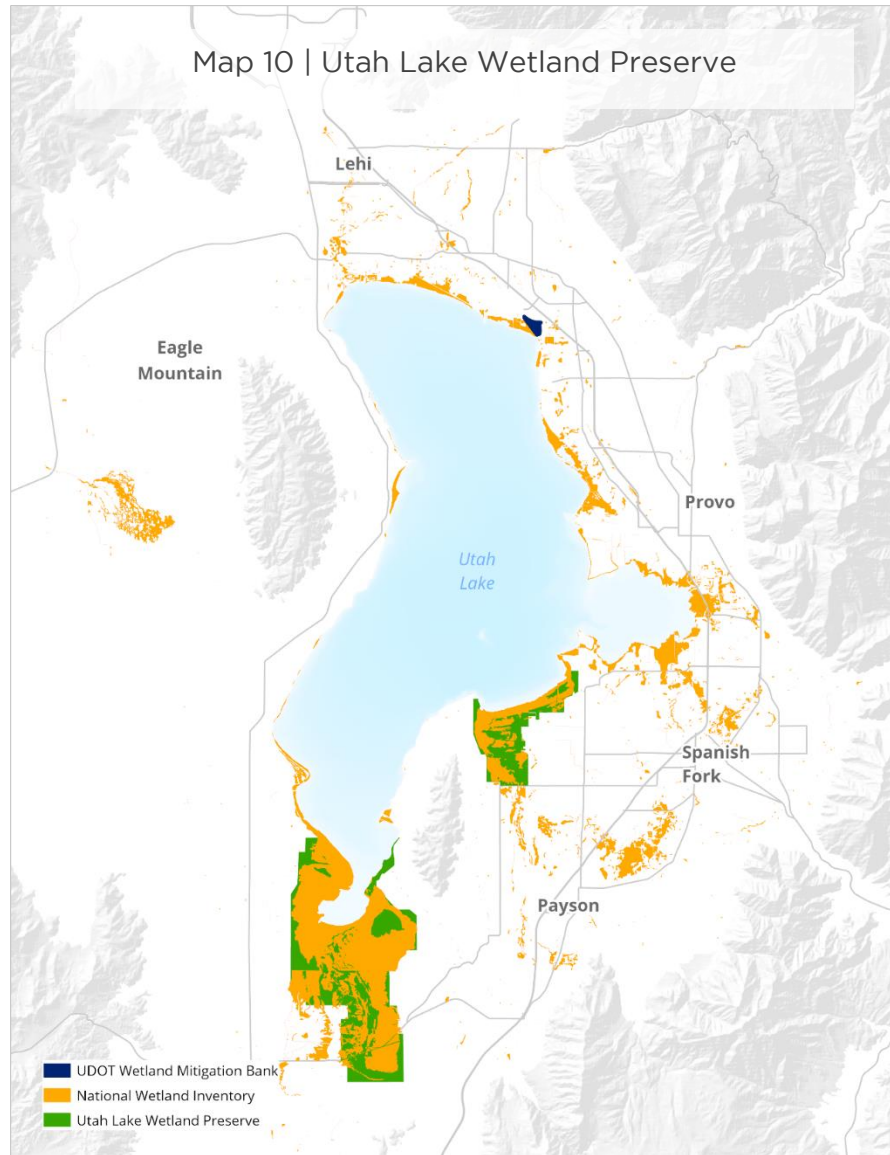 Map 10 | Utah Lake Wetland Preserve
Lehi
Eagle
Mountain
Provo
Utah
Lake
Spanish
Fork
Payson
UDOT Wetland Mitigation Bank
National Wetland Inventory
Utah Lake Wetland Preserve